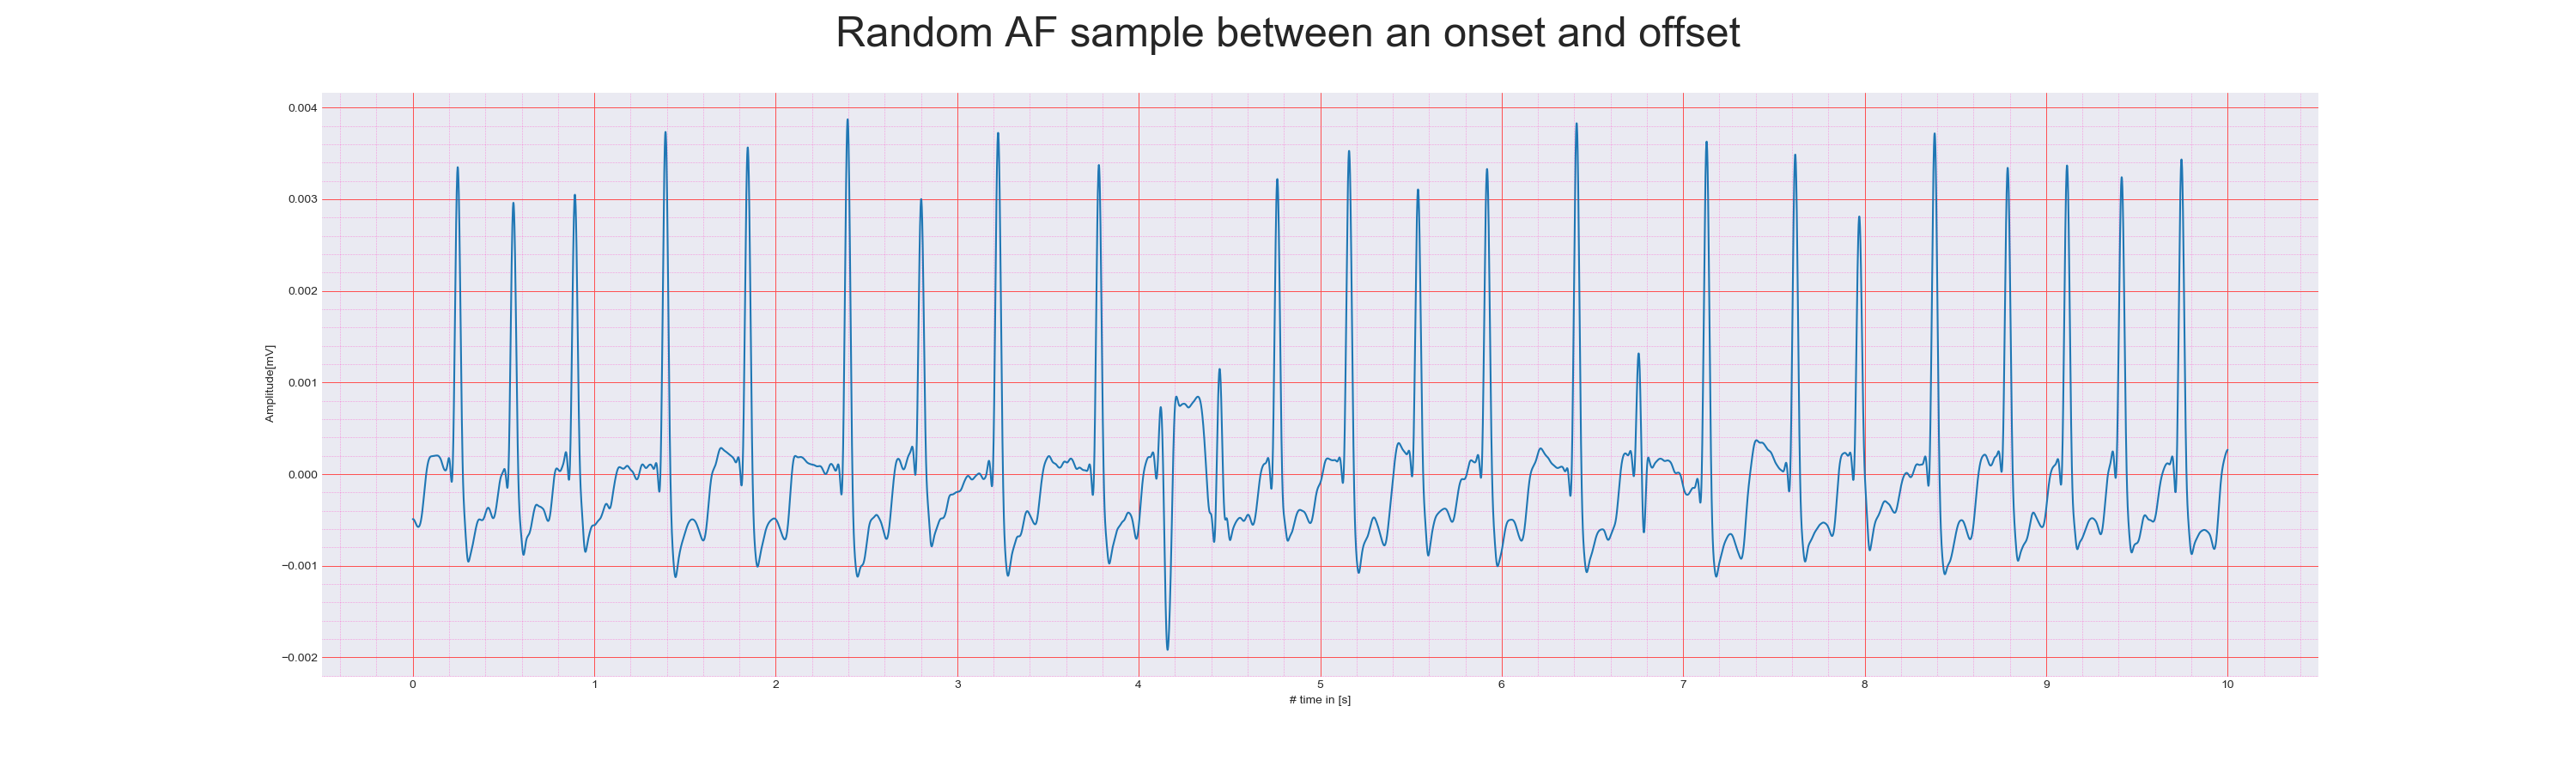 Random AF sample between an onset and offset
0.004
0.003
0.002
0.001
0.000
−0.001
−0.002
Amplitude[mV]
0 1 2 3 4 5 6 7 8 9 10
# time in [s]